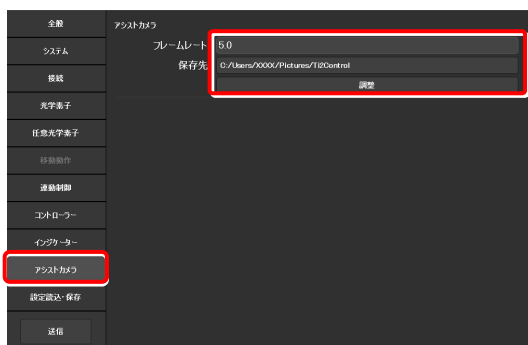 全般
システム
接続
光学素子
任意光学素子
移動動作
連動制御
コントローラー
インジケーター
アシストカメラ
設定読込・保存
送信
アシストカメラ
フレームレート 5.0
保存先 C:/Users/XXXX/Pictures/Ti2Control
調整